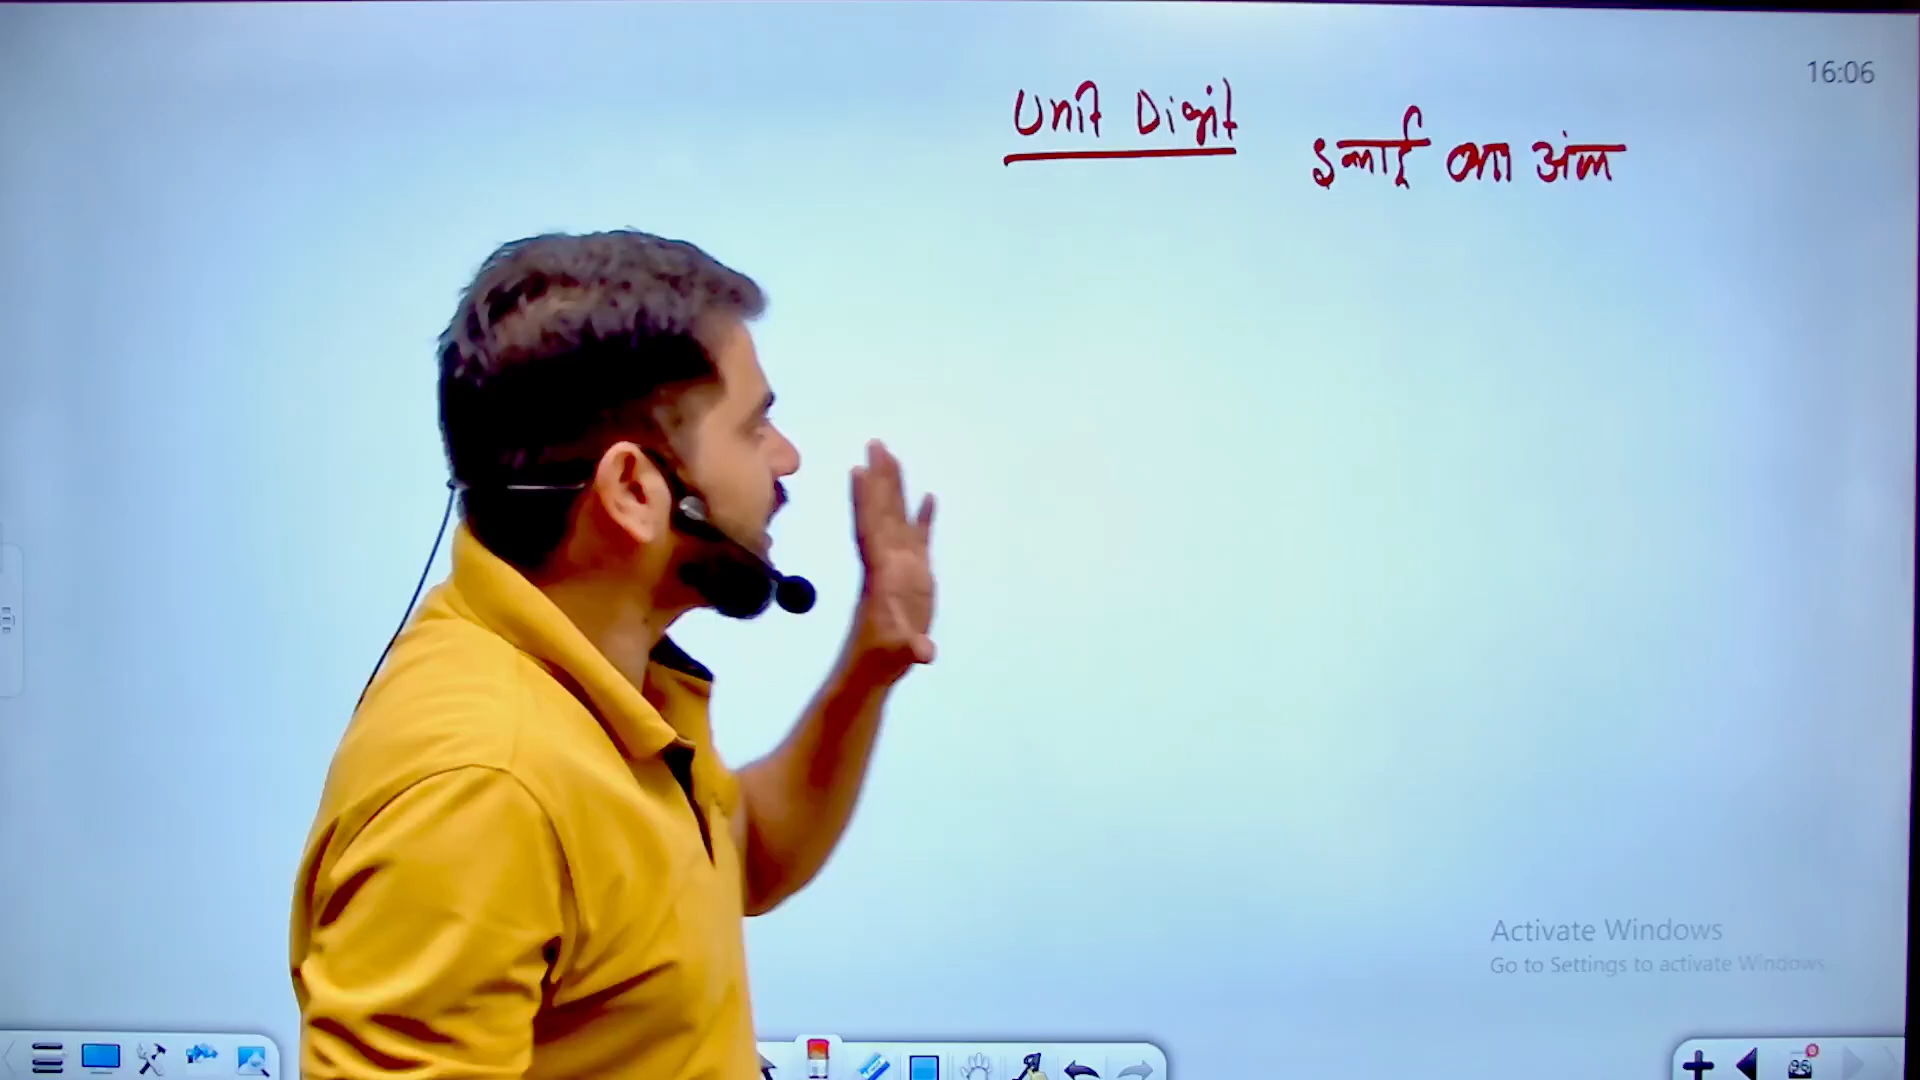 16:06
Unit Digit
इकाई का अंक
Activate Windows
Go to Settings to activate Windows.